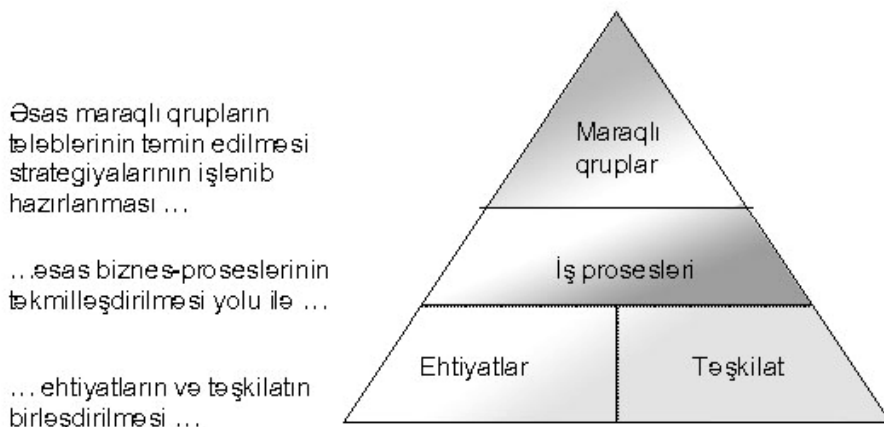 Əsas maraqlı qrupların
tələblərinin təmin edilməsi
strategiyalarının işlənib
hazırlanması ...
Maraqlı
qruplar
...əsas biznes-proseslərinin
təkmilləşdirilməsi yolu ilə ...
İş prosesləri
... ehtiyatların və təşkilatın
birləşdirilməsi ...
Ehtiyatlar
Təşkilat